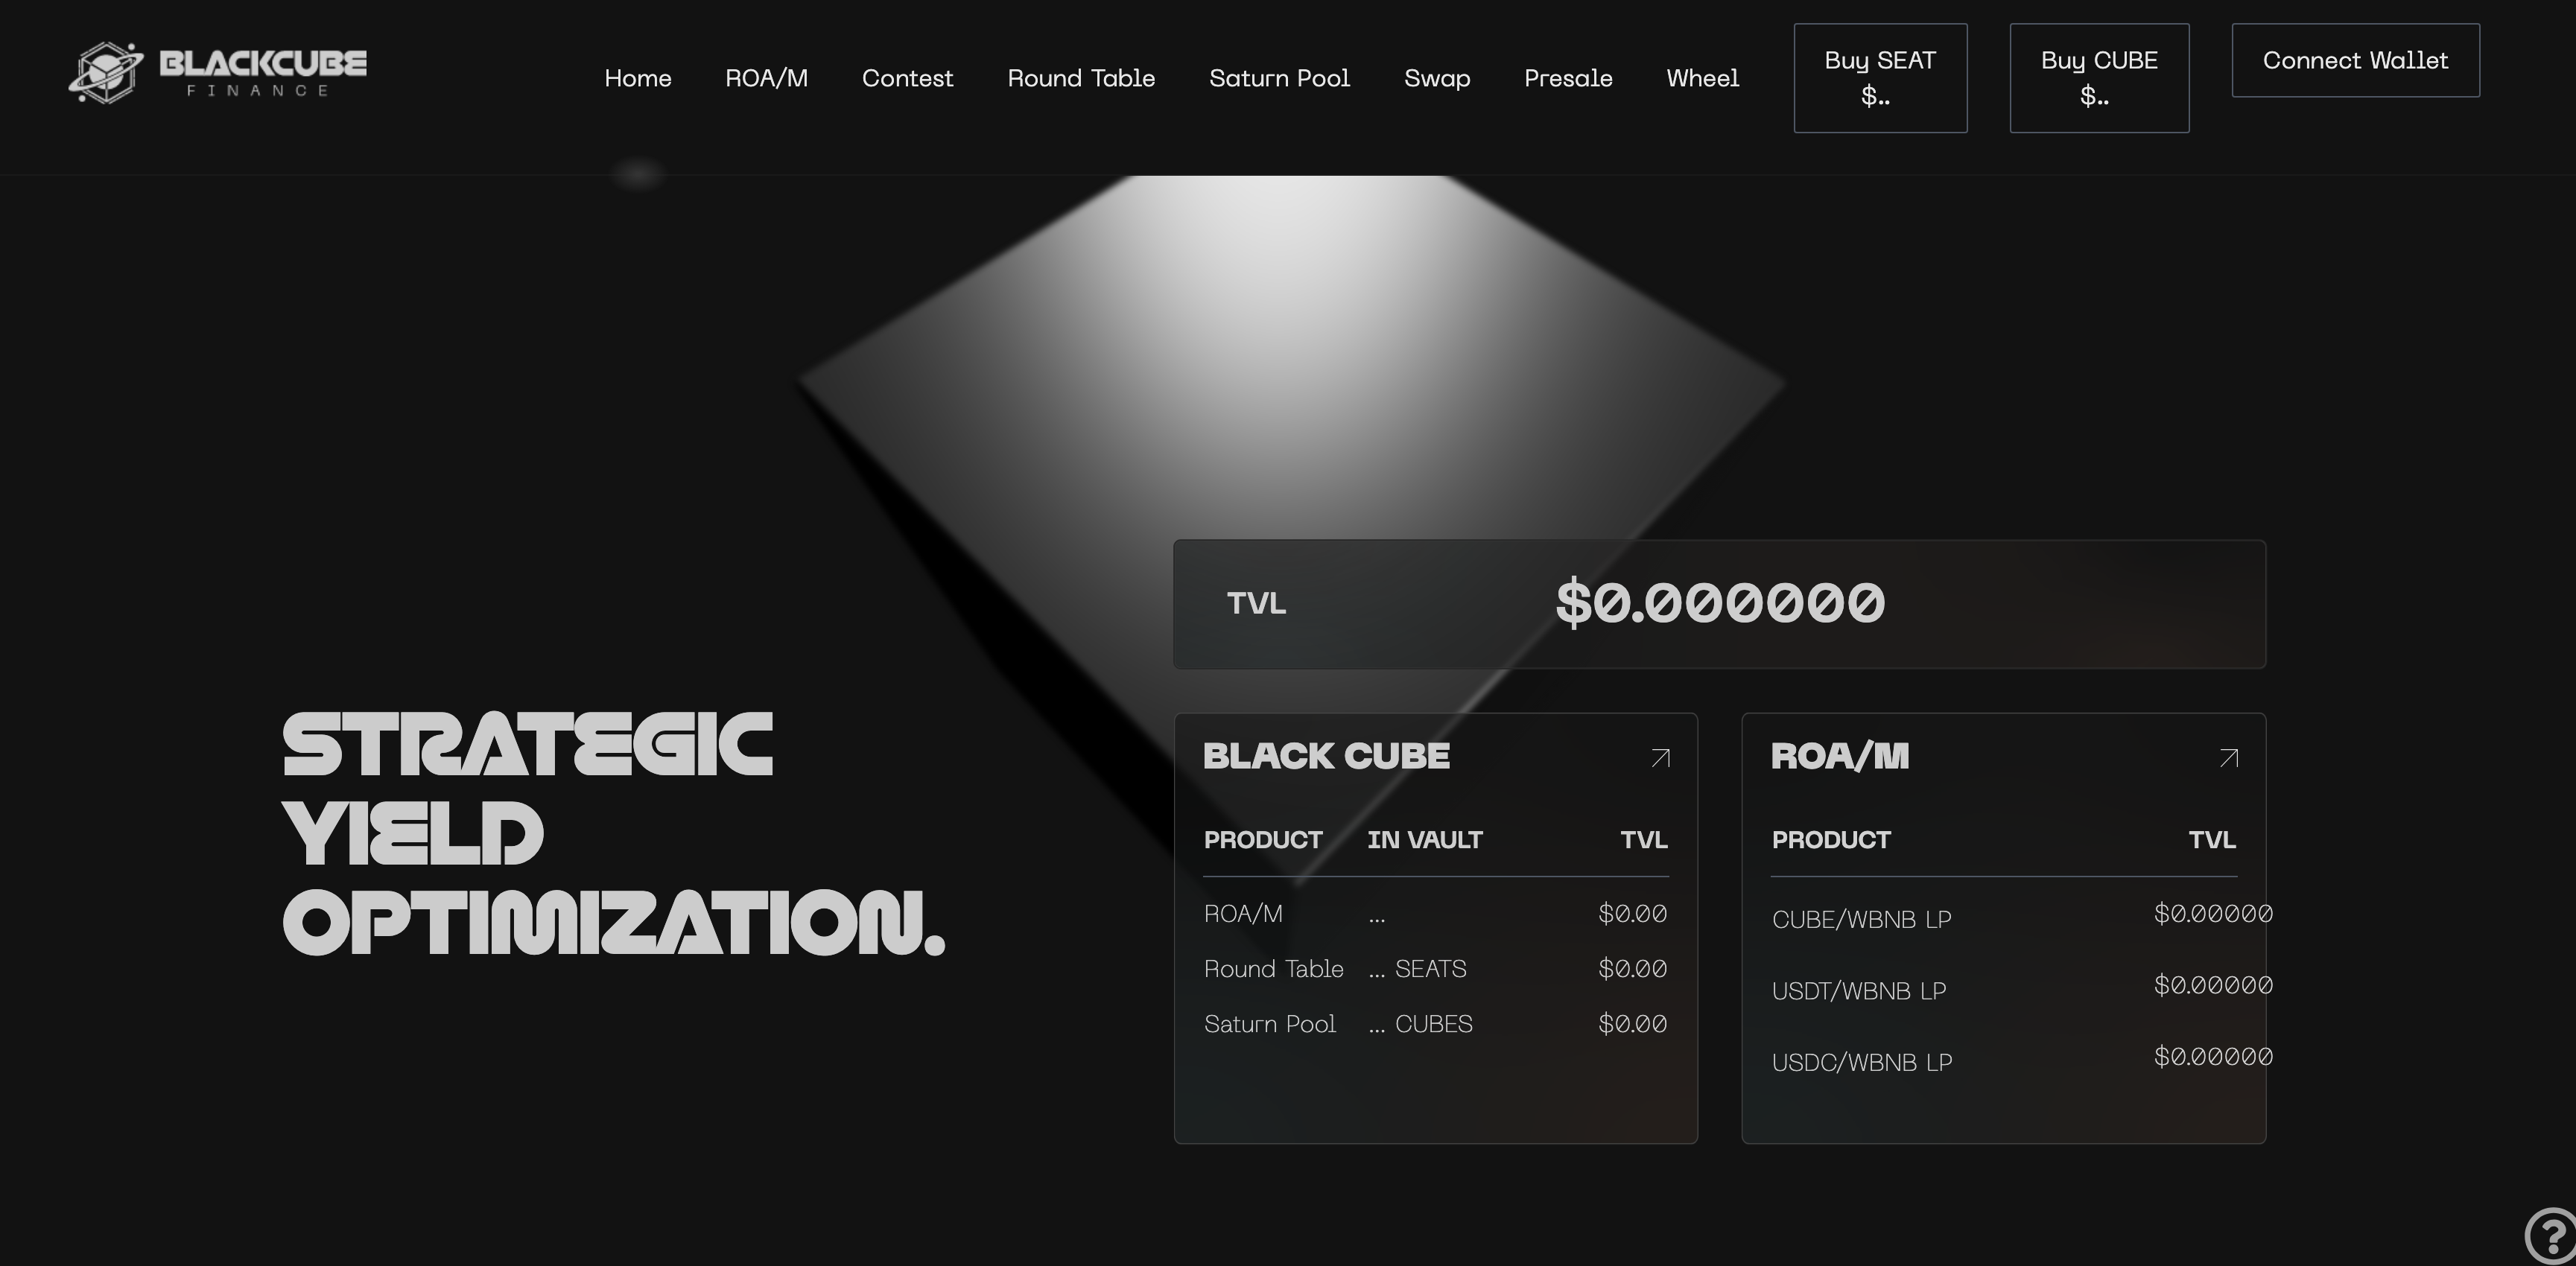 BLACKCUBE
FINANCE
Home
ROA/M
Contest
Round Table
Saturn Pool
Swap
Presale
Wheel
Buy SEAT
$..
Buy CUBE
$..
Connect Wallet
TVL
$0.000000
STRATEGIC
YIELD
OPTIMIZATION.
BLACK CUBE
PRODUCT IN VAULT TVL
ROA/M ... $0.00
Round Table ... SEATS $0.00
Saturn Pool ... CUBES $0.00
ROA/M
PRODUCT TVL
CUBE/WBNB LP $0.00000
USDT/WBNB LP $0.00000
USDC/WBNB LP $0.00000
?